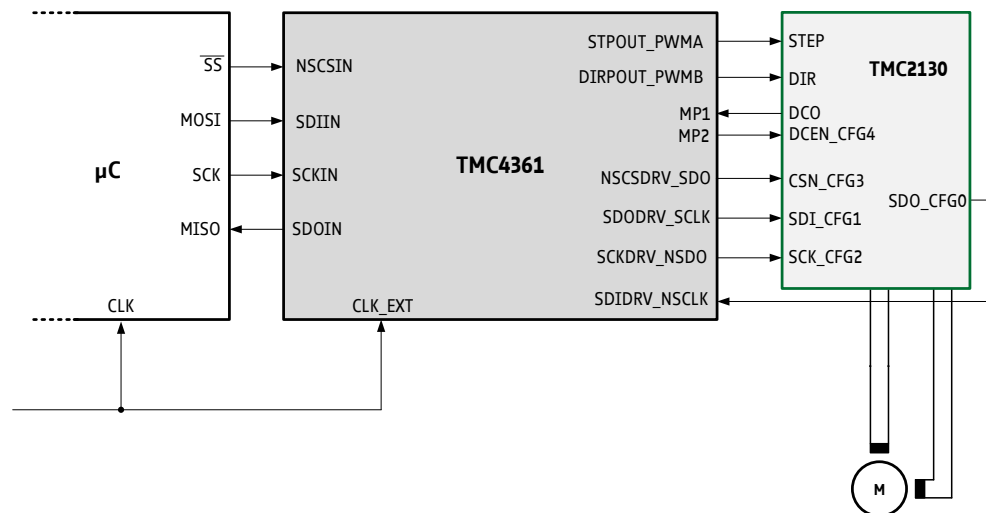 µC
SS
MOSI
SCK
MISO
CLK
TMC4361
NSCSIN
SDIIN
SCKIN
SDOIN
CLK_EXT
STPOUT_PWMA
DIRPOUT_PWMB
MP1
MP2
NSCSDRV_SDO
SDODRV_SCLK
SCKDRV_NSDO
SDIDRV_NSCLK
TMC2130
STEP
DIR
DCO
DCEN_CFG4
CSN_CFG3
SDI_CFG1
SCK_CFG2
SDO_CFG0
M